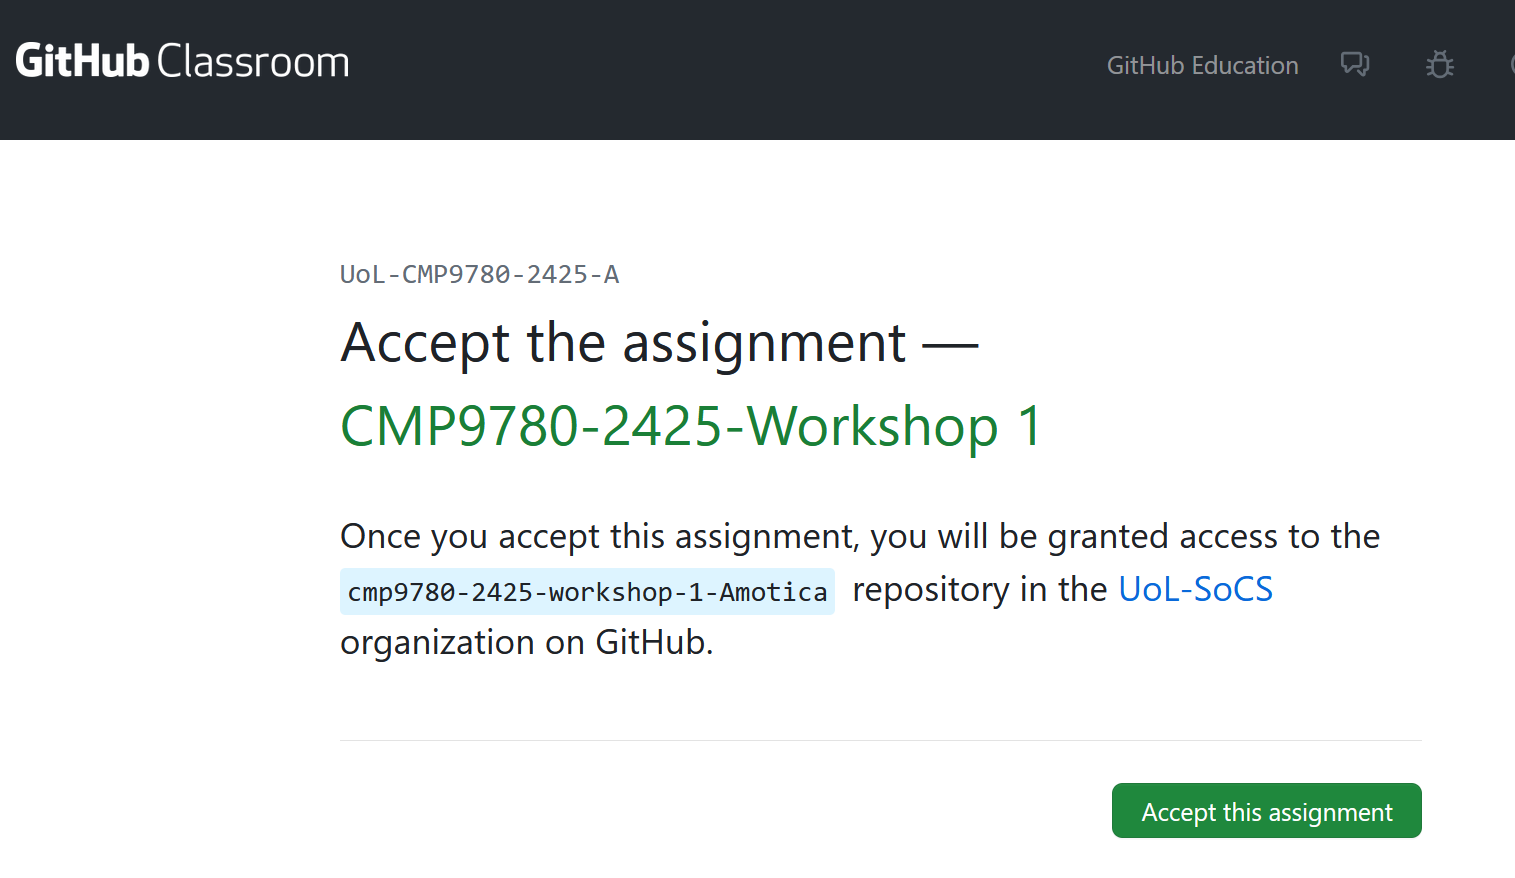 GitHub Classroom
GitHub Education
UoL-CMP9780-2425-A
Accept the assignment —
CMP9780-2425-Workshop 1
Once you accept this assignment, you will be granted access to the
cmp9780-2425-workshop-1-Amotica repository in the UoL-SoCS
organization on GitHub.
Accept this assignment